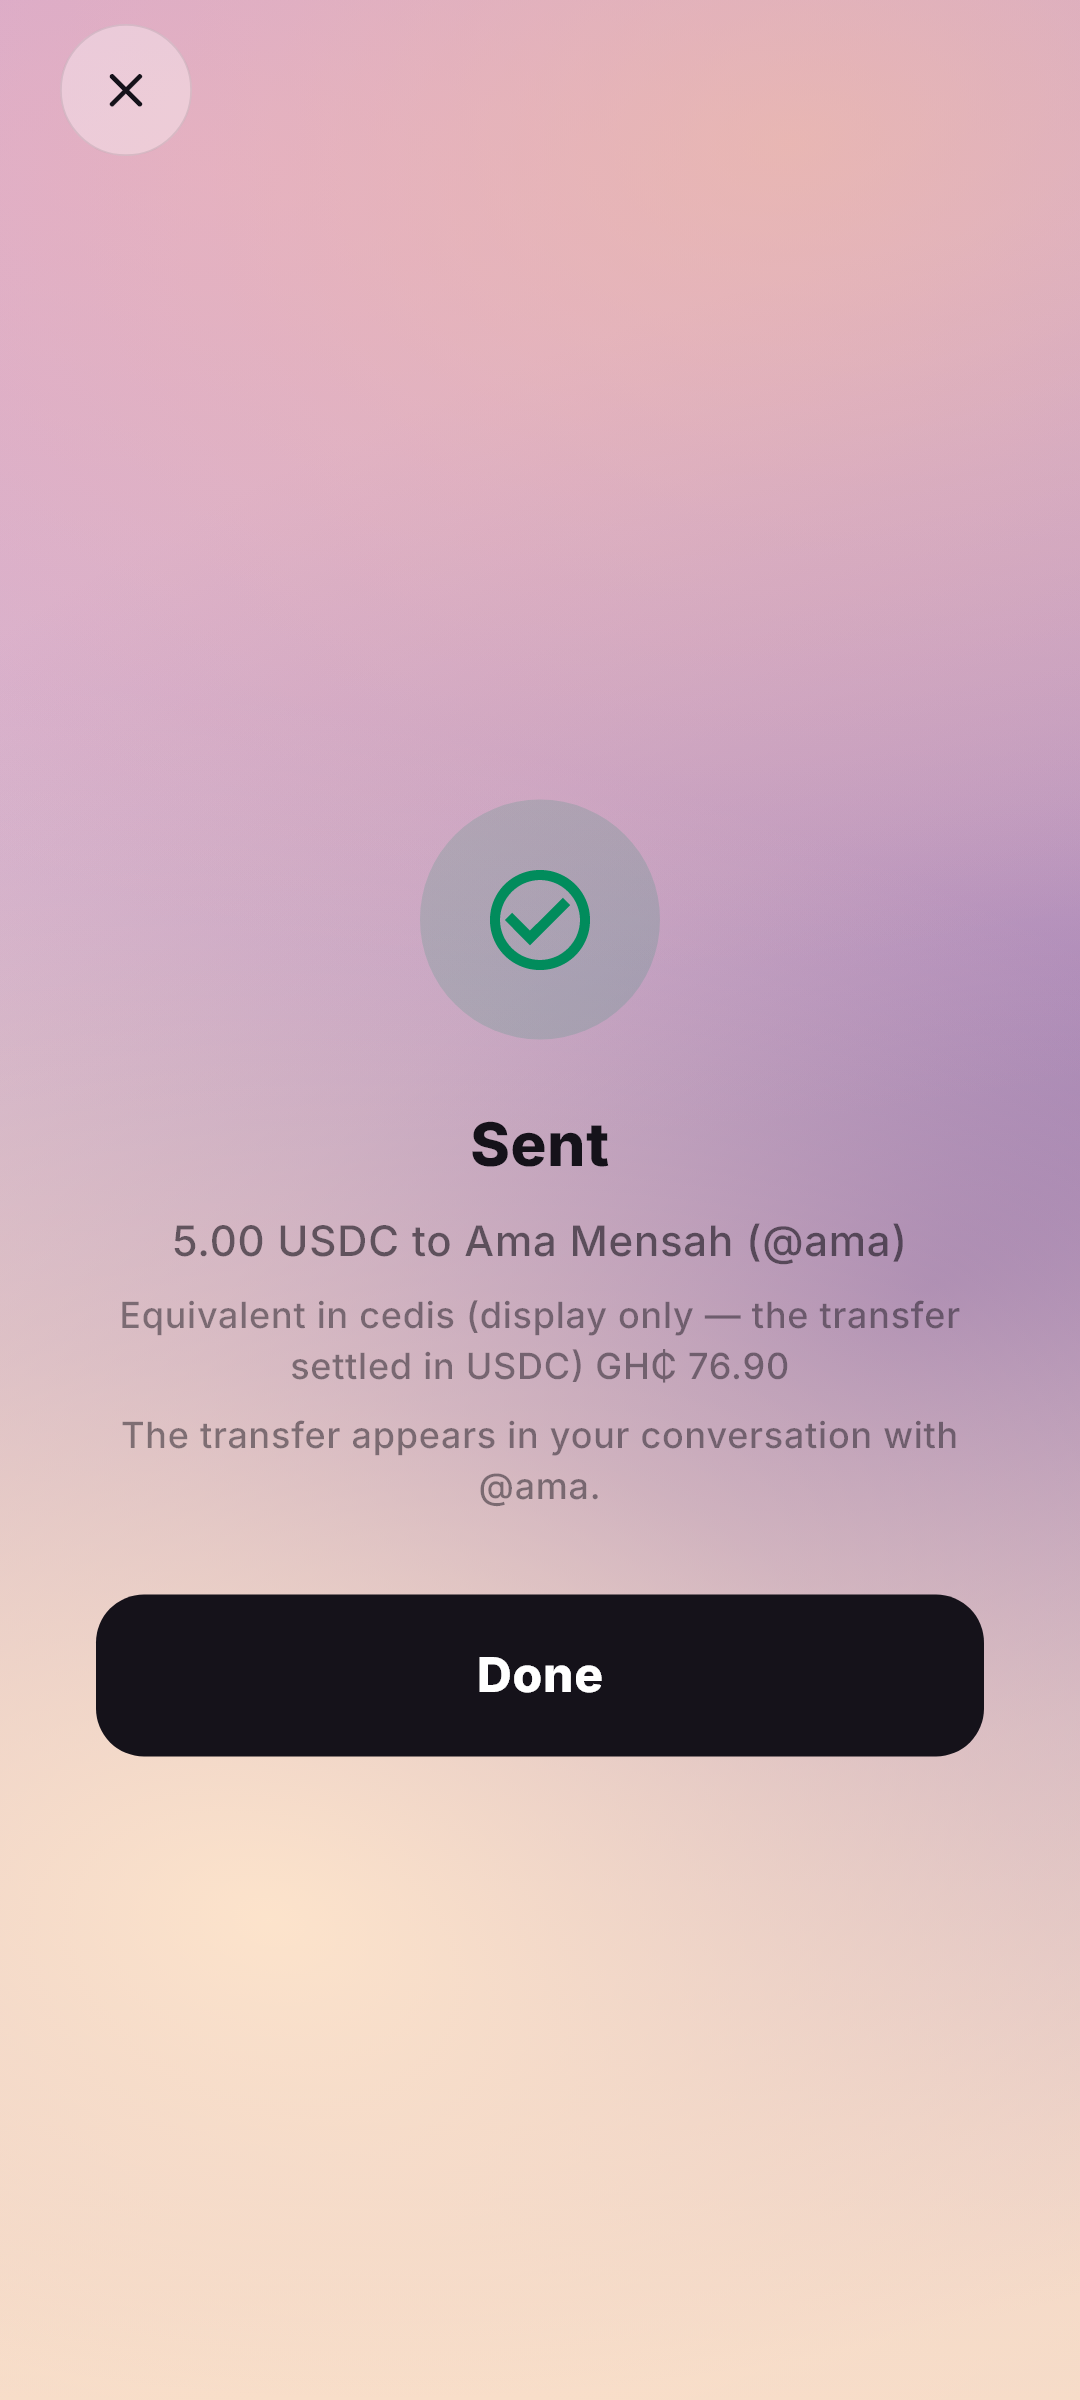 Sent
5.00 USDC to Ama Mensah (@ama)
Equivalent in cedis (display only — the transfer
settled in USDC) GH₵ 76.90
The transfer appears in your conversation with
@ama.
Done